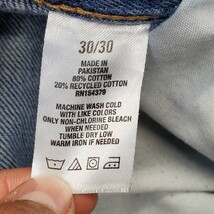 30/30
MADE IN
PAKISTAN
80% COTTON
20% RECYCLED COTTON
RN154379
MACHINE WASH COLD
WITH LIKE COLORS
ONLY NON-CHLORINE BLEACH
WHEN NEEDED
TUMBLE DRY LOW
WARM IRON IF NEEDED